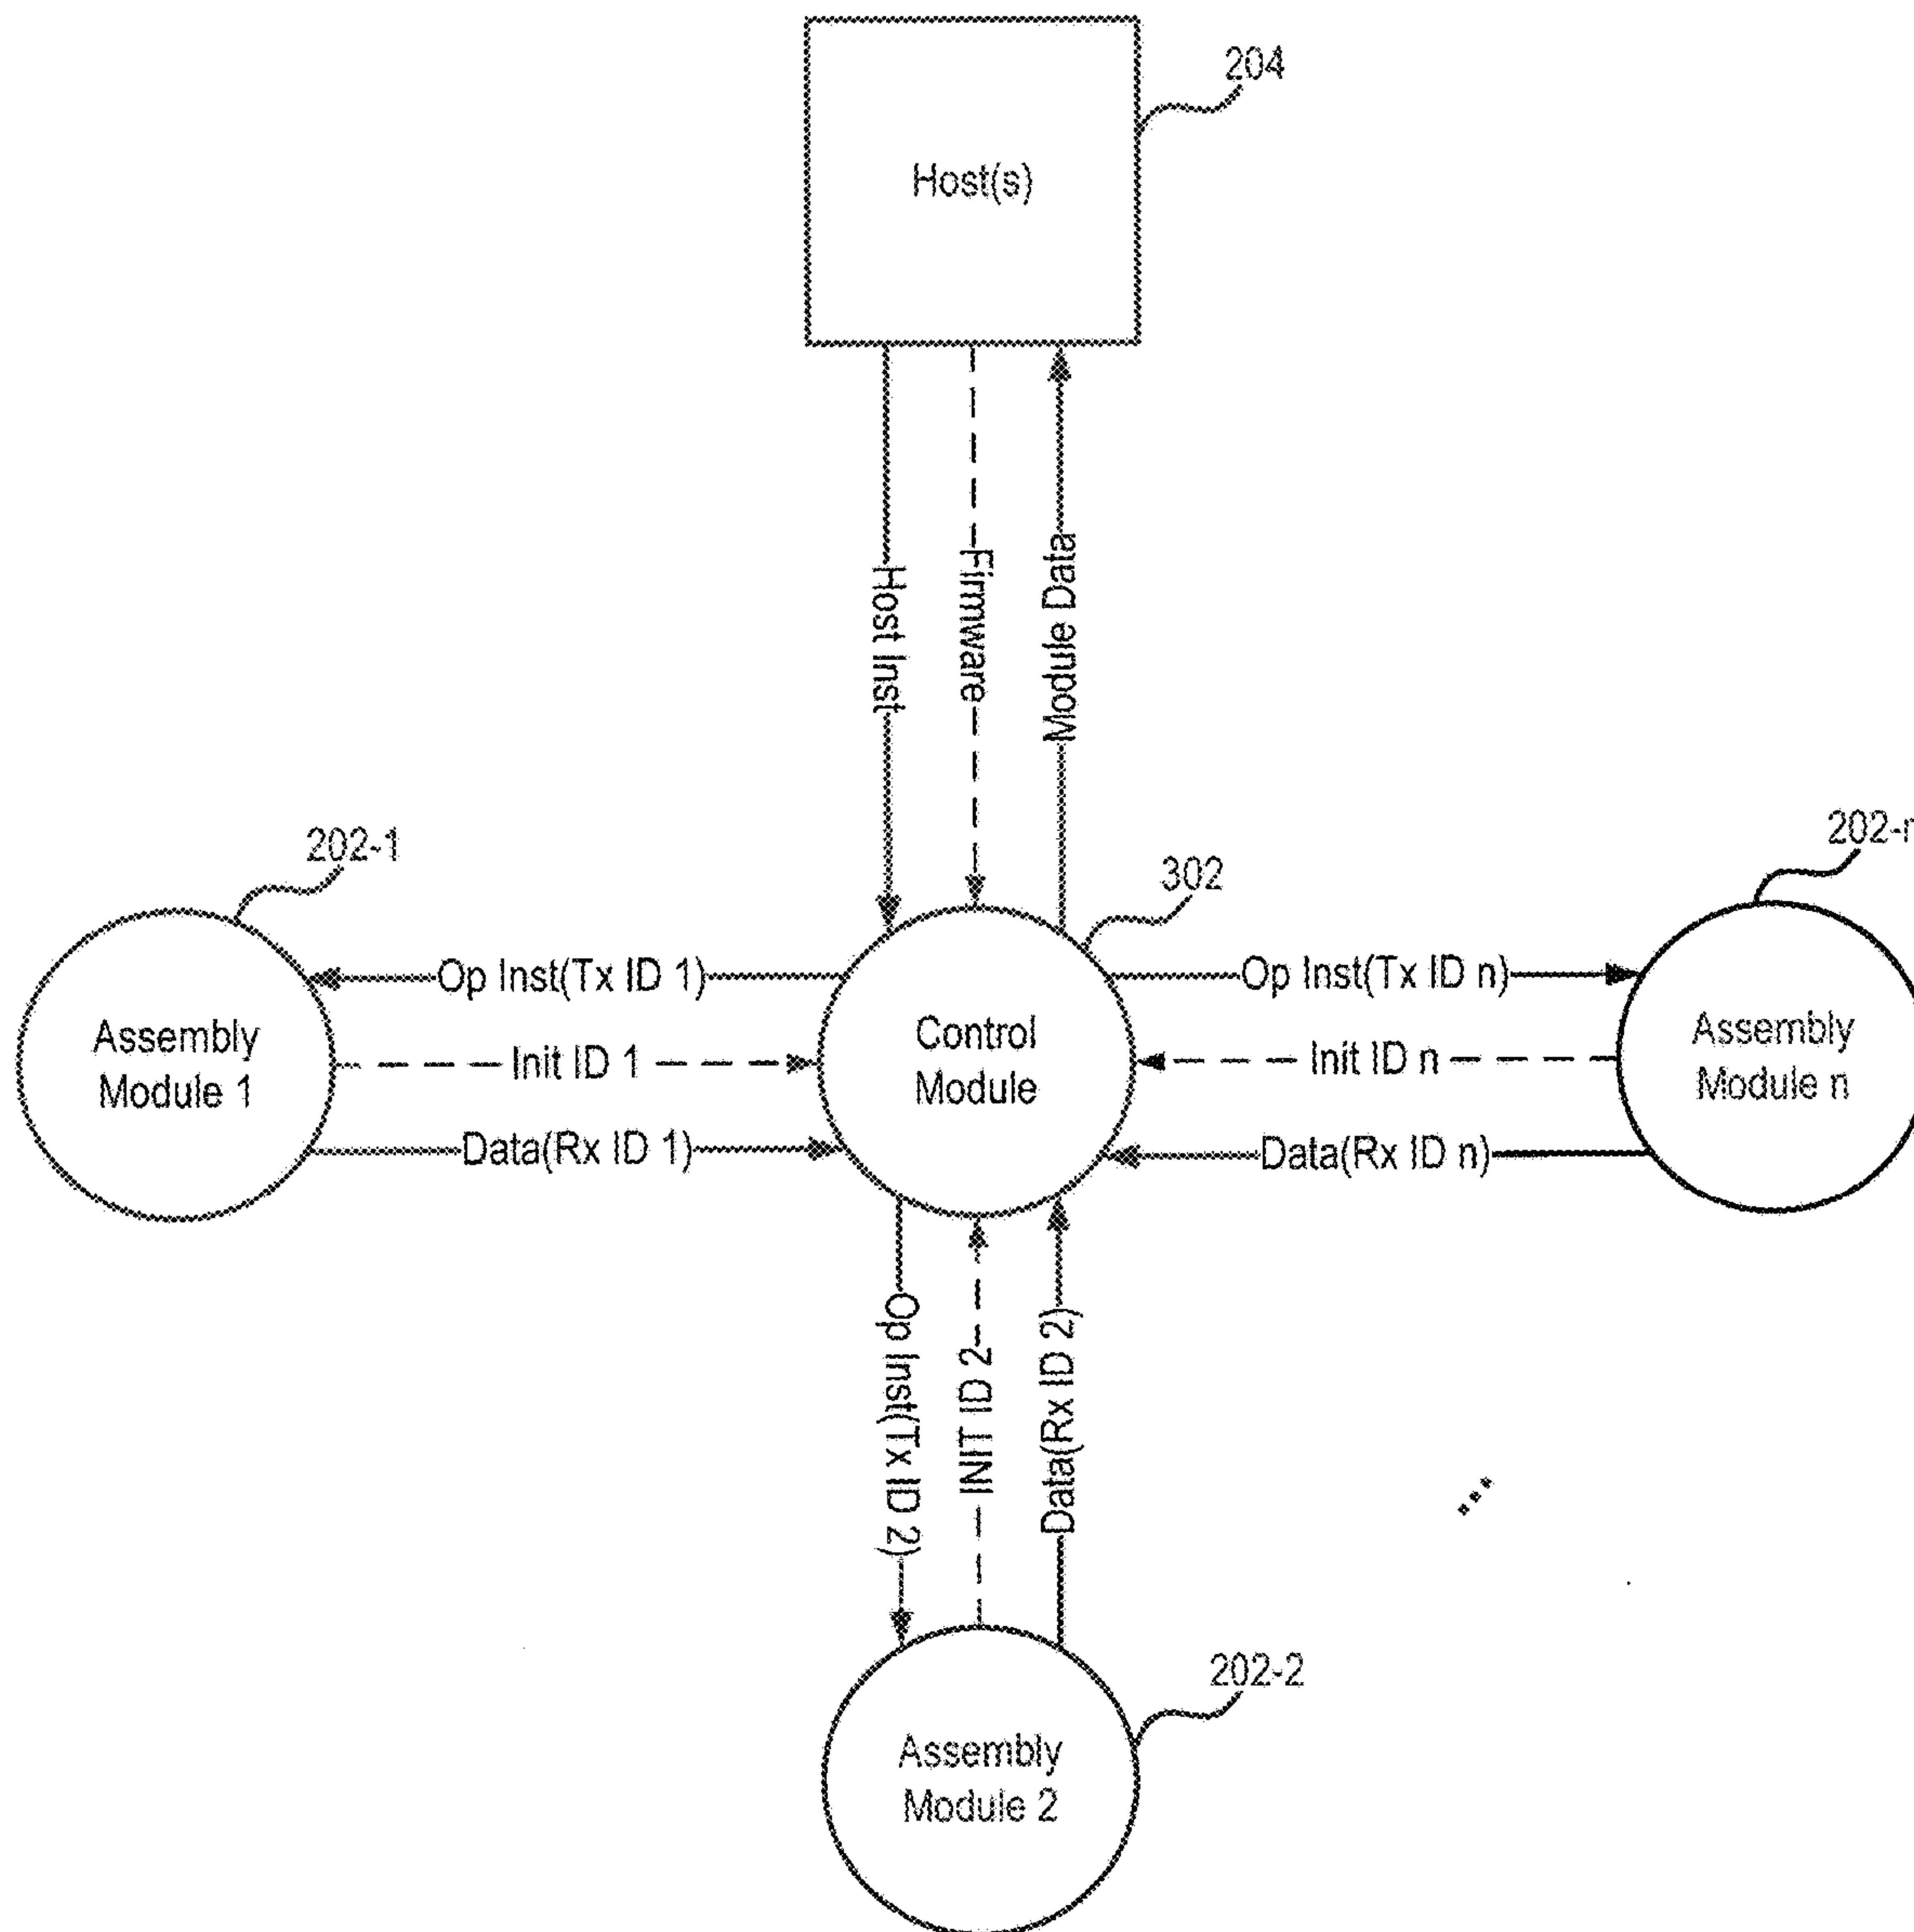 204
Host(s)
Host Inst
Firmware
Module Data
202-1
302
202-n
Op Inst(Tx ID 1)
Op Inst(Tx ID n)
Assembly
Module 1
Init ID 1
Control
Module
Init ID n
Assembly
Module n
Data(Rx ID 1)
Data(Rx ID n)
Op Inst(Tx ID 2)
INIT ID 2
Data(Rx ID 2)
...
202-2
Assembly
Module 2